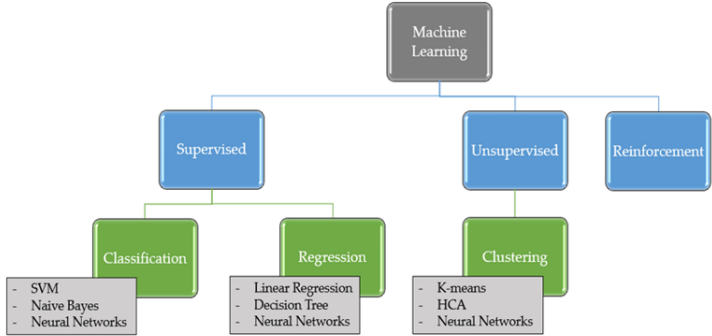 Machine
Learning
Supervised
Unsupervised
Reinforcement
Classification
Regression
Clustering
- SVM
- Naive Bayes
- Neural Networks
- Linear Regression
- Decision Tree
- Neural Networks
- K-means
- HCA
- Neural Networks